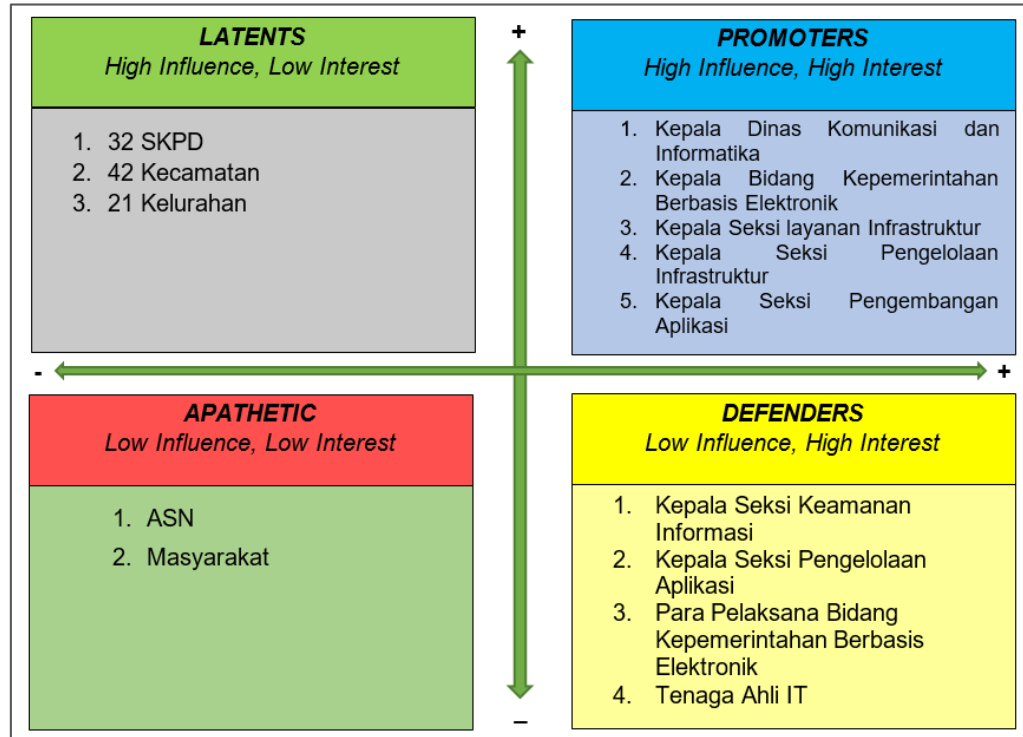 LATENTS
High Influence, Low Interest
1. 32 SKPD
2. 42 Kecamatan
3. 21 Kelurahan
+
PROMOTERS
High Influence, High Interest
1. Kepala Dinas Komunikasi dan
Informatika
2. Kepala Bidang Kepemerintahan
Berbasis Elektronik
3. Kepala Seksi layanan Infrastruktur
4. Kepala Seksi Pengelolaan
Infrastruktur
5. Kepala Seksi Pengembangan
Aplikasi
-
+
APATHETIC
Low Influence, Low Interest
1. ASN
2. Masyarakat
DEFENDERS
Low Influence, High Interest
1. Kepala Seksi Keamanan
Informasi
2. Kepala Seksi Pengelolaan
Aplikasi
3. Para Pelaksana Bidang
Kepemerintahan Berbasis
Elektronik
4. Tenaga Ahli IT
–